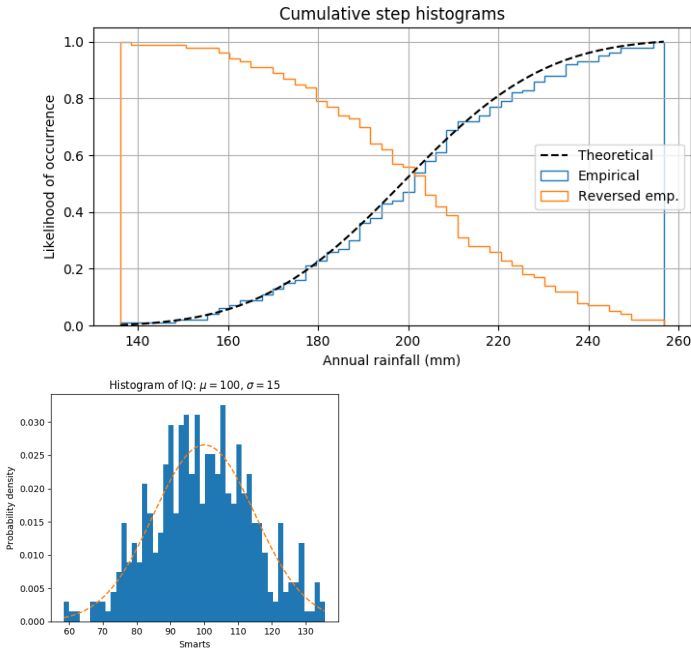 Cumulative step histograms
1.0
0.8
0.6
0.4
0.2
0.0
Likelihood of occurrence
Theoretical
Empirical
Reversed emp.
140 160 180 200 220 240 260
Annual rainfall (mm)
Histogram of IQ: μ = 100, σ = 15
0.030
0.025
0.020
0.015
0.010
0.005
0.000
Probability density
60 70 80 90 100 110 120 130
Smarts